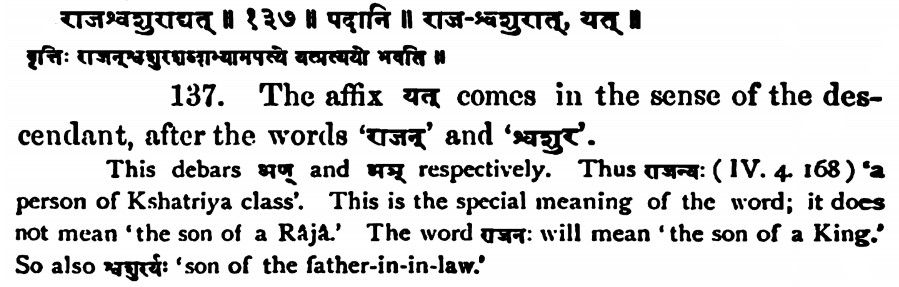 राजश्वशुराद्यत् ॥ १३७ ॥ पदानि ॥ राज-श्वशुरात्, यत् ॥
वृत्तिः राजन्श्वशुरशब्दाभ्यामपत्ये यत्प्रत्ययो भवति ॥
137. The affix यत् comes in the sense of the des-
cendant, after the words ‘राजन्’ and ‘श्वशुर’.
This debars अण् and अञ् respectively. Thus राजन्यः ( IV. 4. 168 ) ‘a
person of Kshatriya class’. This is the special meaning of the word; it does
not mean ‘the son of a Râjâ.’ The word राजनः will mean ‘the son of a King.’
So also श्वशुर्यः ‘son of the father-in-in-law.’